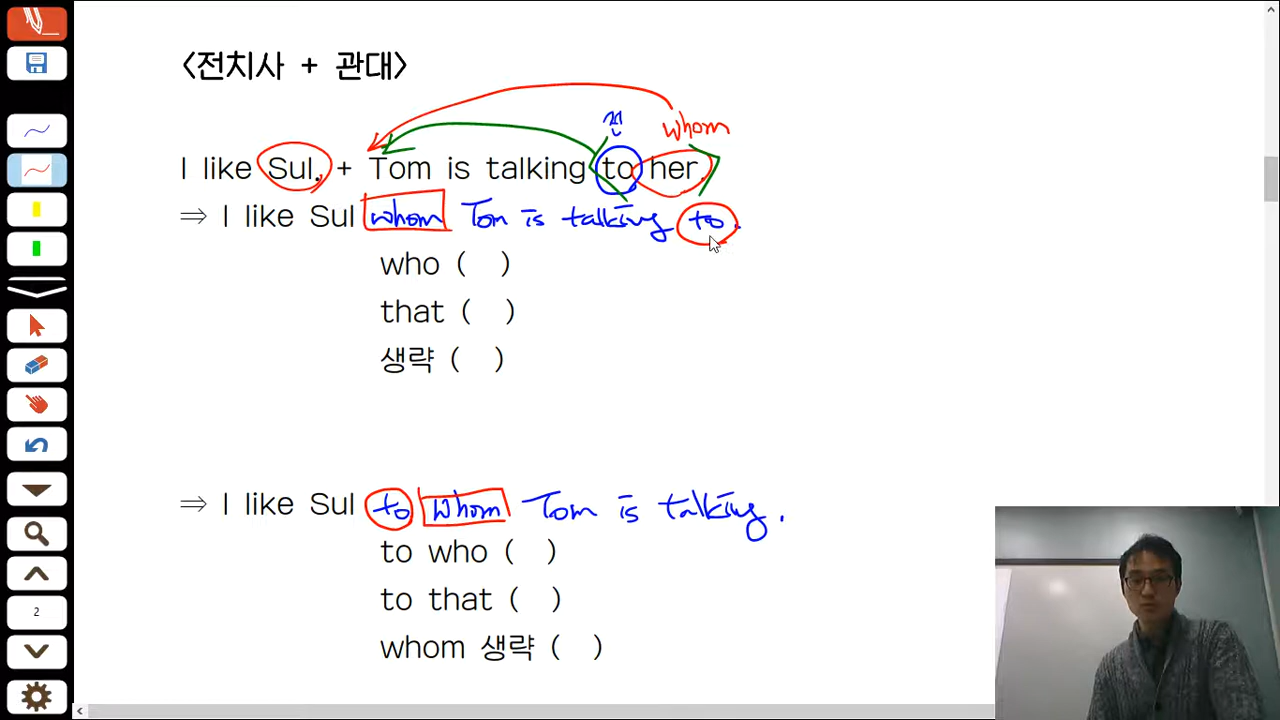 〈전치사 + 관대〉
whom
I like Sul. + Tom is talking to her.
⇒ I like Sul whom Tom is talking to.
who ( )
that ( )
생략 ( )
⇒ I like Sul to whom Tom is talking.
to who ( )
to that ( )
whom 생략 ( )
2